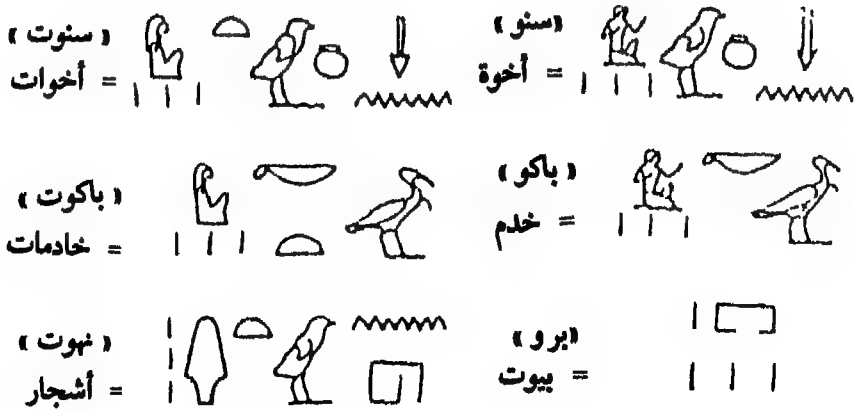 «سنو»
= أخوة
« سنوت »
= أخوات
« باكو »
= خدم
« باكوت »
= خادمات
«برو»
= بيوت
« نهوت »
= أشجار